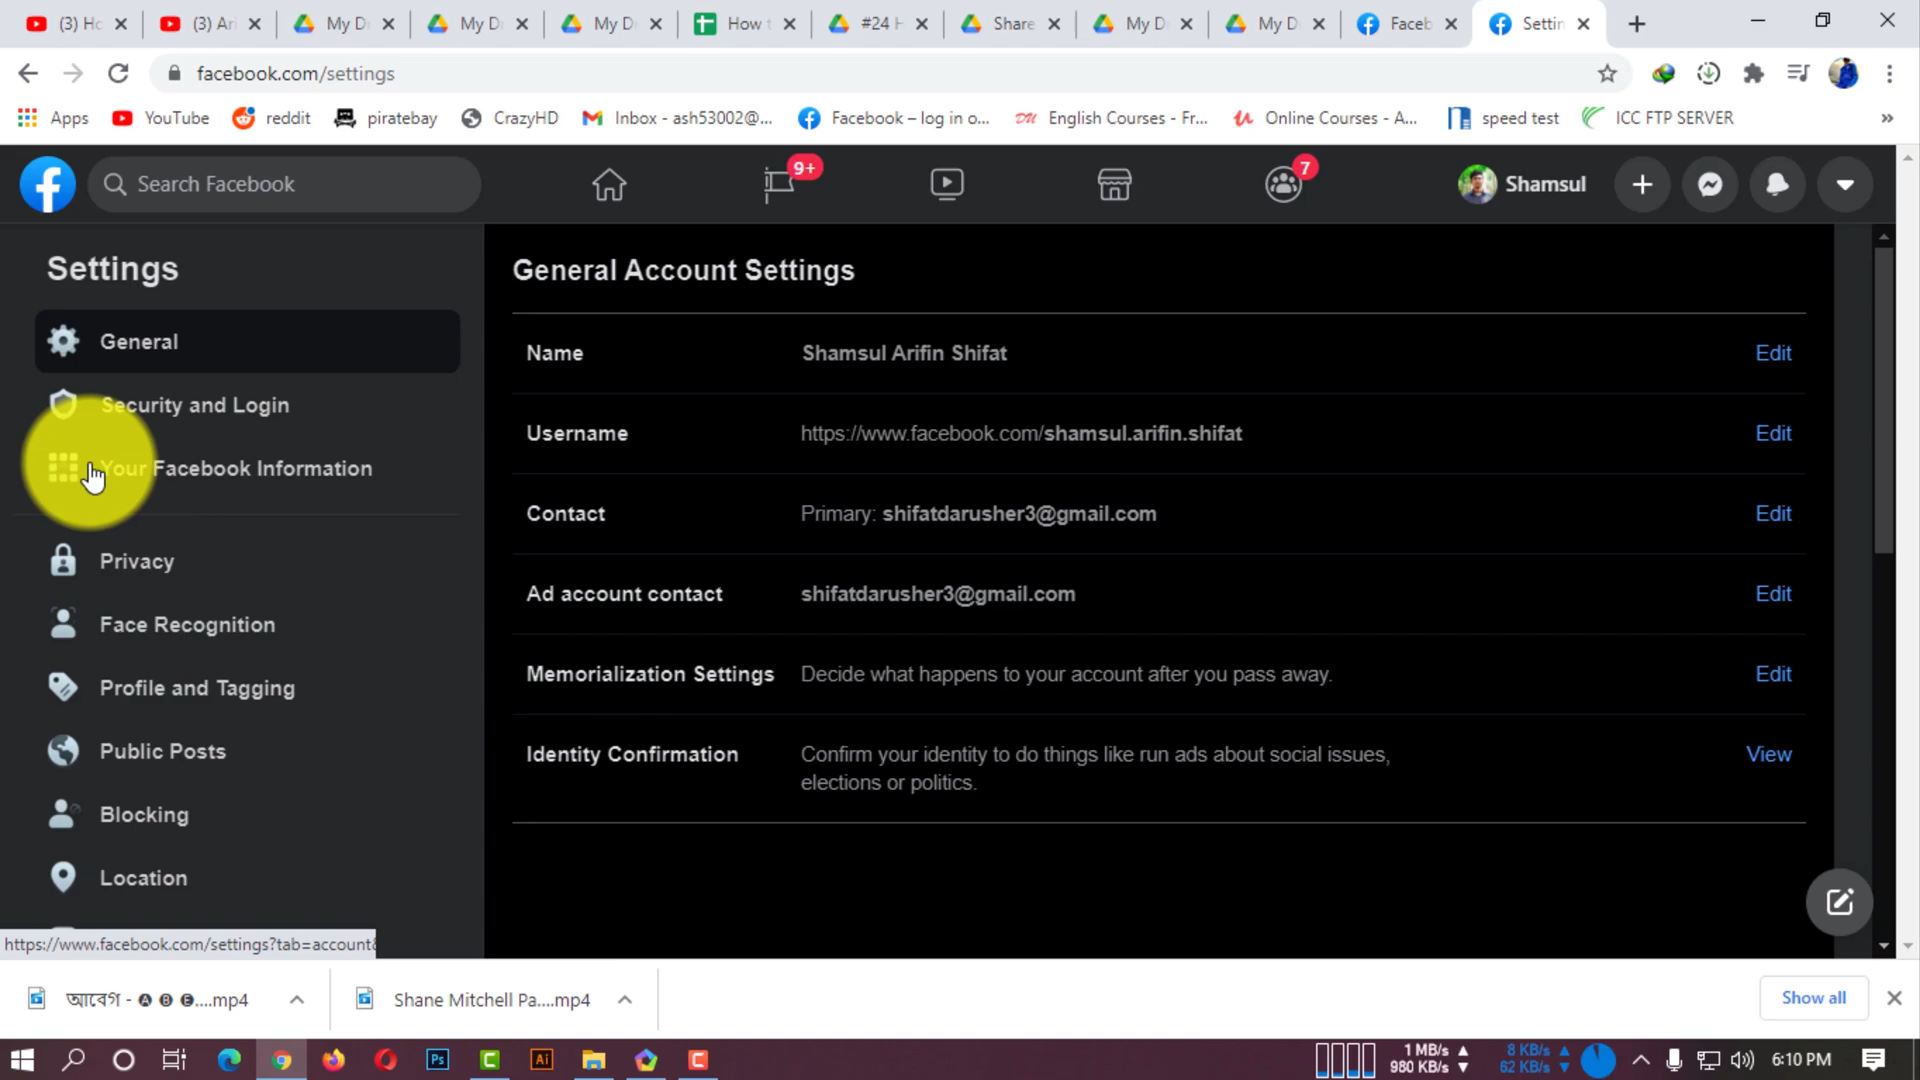 (3) Ho
(3) Ari
My D
My D
My D
How t
#24 H
Share
My D
My D
Faceb
Settin
facebook.com/settings
Apps
YouTube
reddit
piratebay
CrazyHD
Inbox - ash53002@...
Facebook – log in o...
English Courses - Fr...
Online Courses - A...
speed test
ICC FTP SERVER
»
Search Facebook
9+
7
Shamsul
Settings
General
Security and Login
Your Facebook Information
Privacy
Face Recognition
Profile and Tagging
Public Posts
Blocking
Location
General Account Settings
Name Shamsul Arifin Shifat Edit
Username https://www.facebook.com/shamsul.arifin.shifat Edit
Contact Primary: shifatdarusher3@gmail.com Edit
Ad account contact shifatdarusher3@gmail.com Edit
Memorialization Settings Decide what happens to your account after you pass away. Edit
Identity Confirmation Confirm your identity to do things like run ads about social issues, View
elections or politics.
https://www.facebook.com/settings?tab=account&
আবেগ - 🅐 🅑 🅔....mp4
Shane Mitchell Pa....mp4
Show all
Ps
C
Ai
C
1 MB/s
980 KB/s
8 KB/s
62 KB/s
6:10 PM